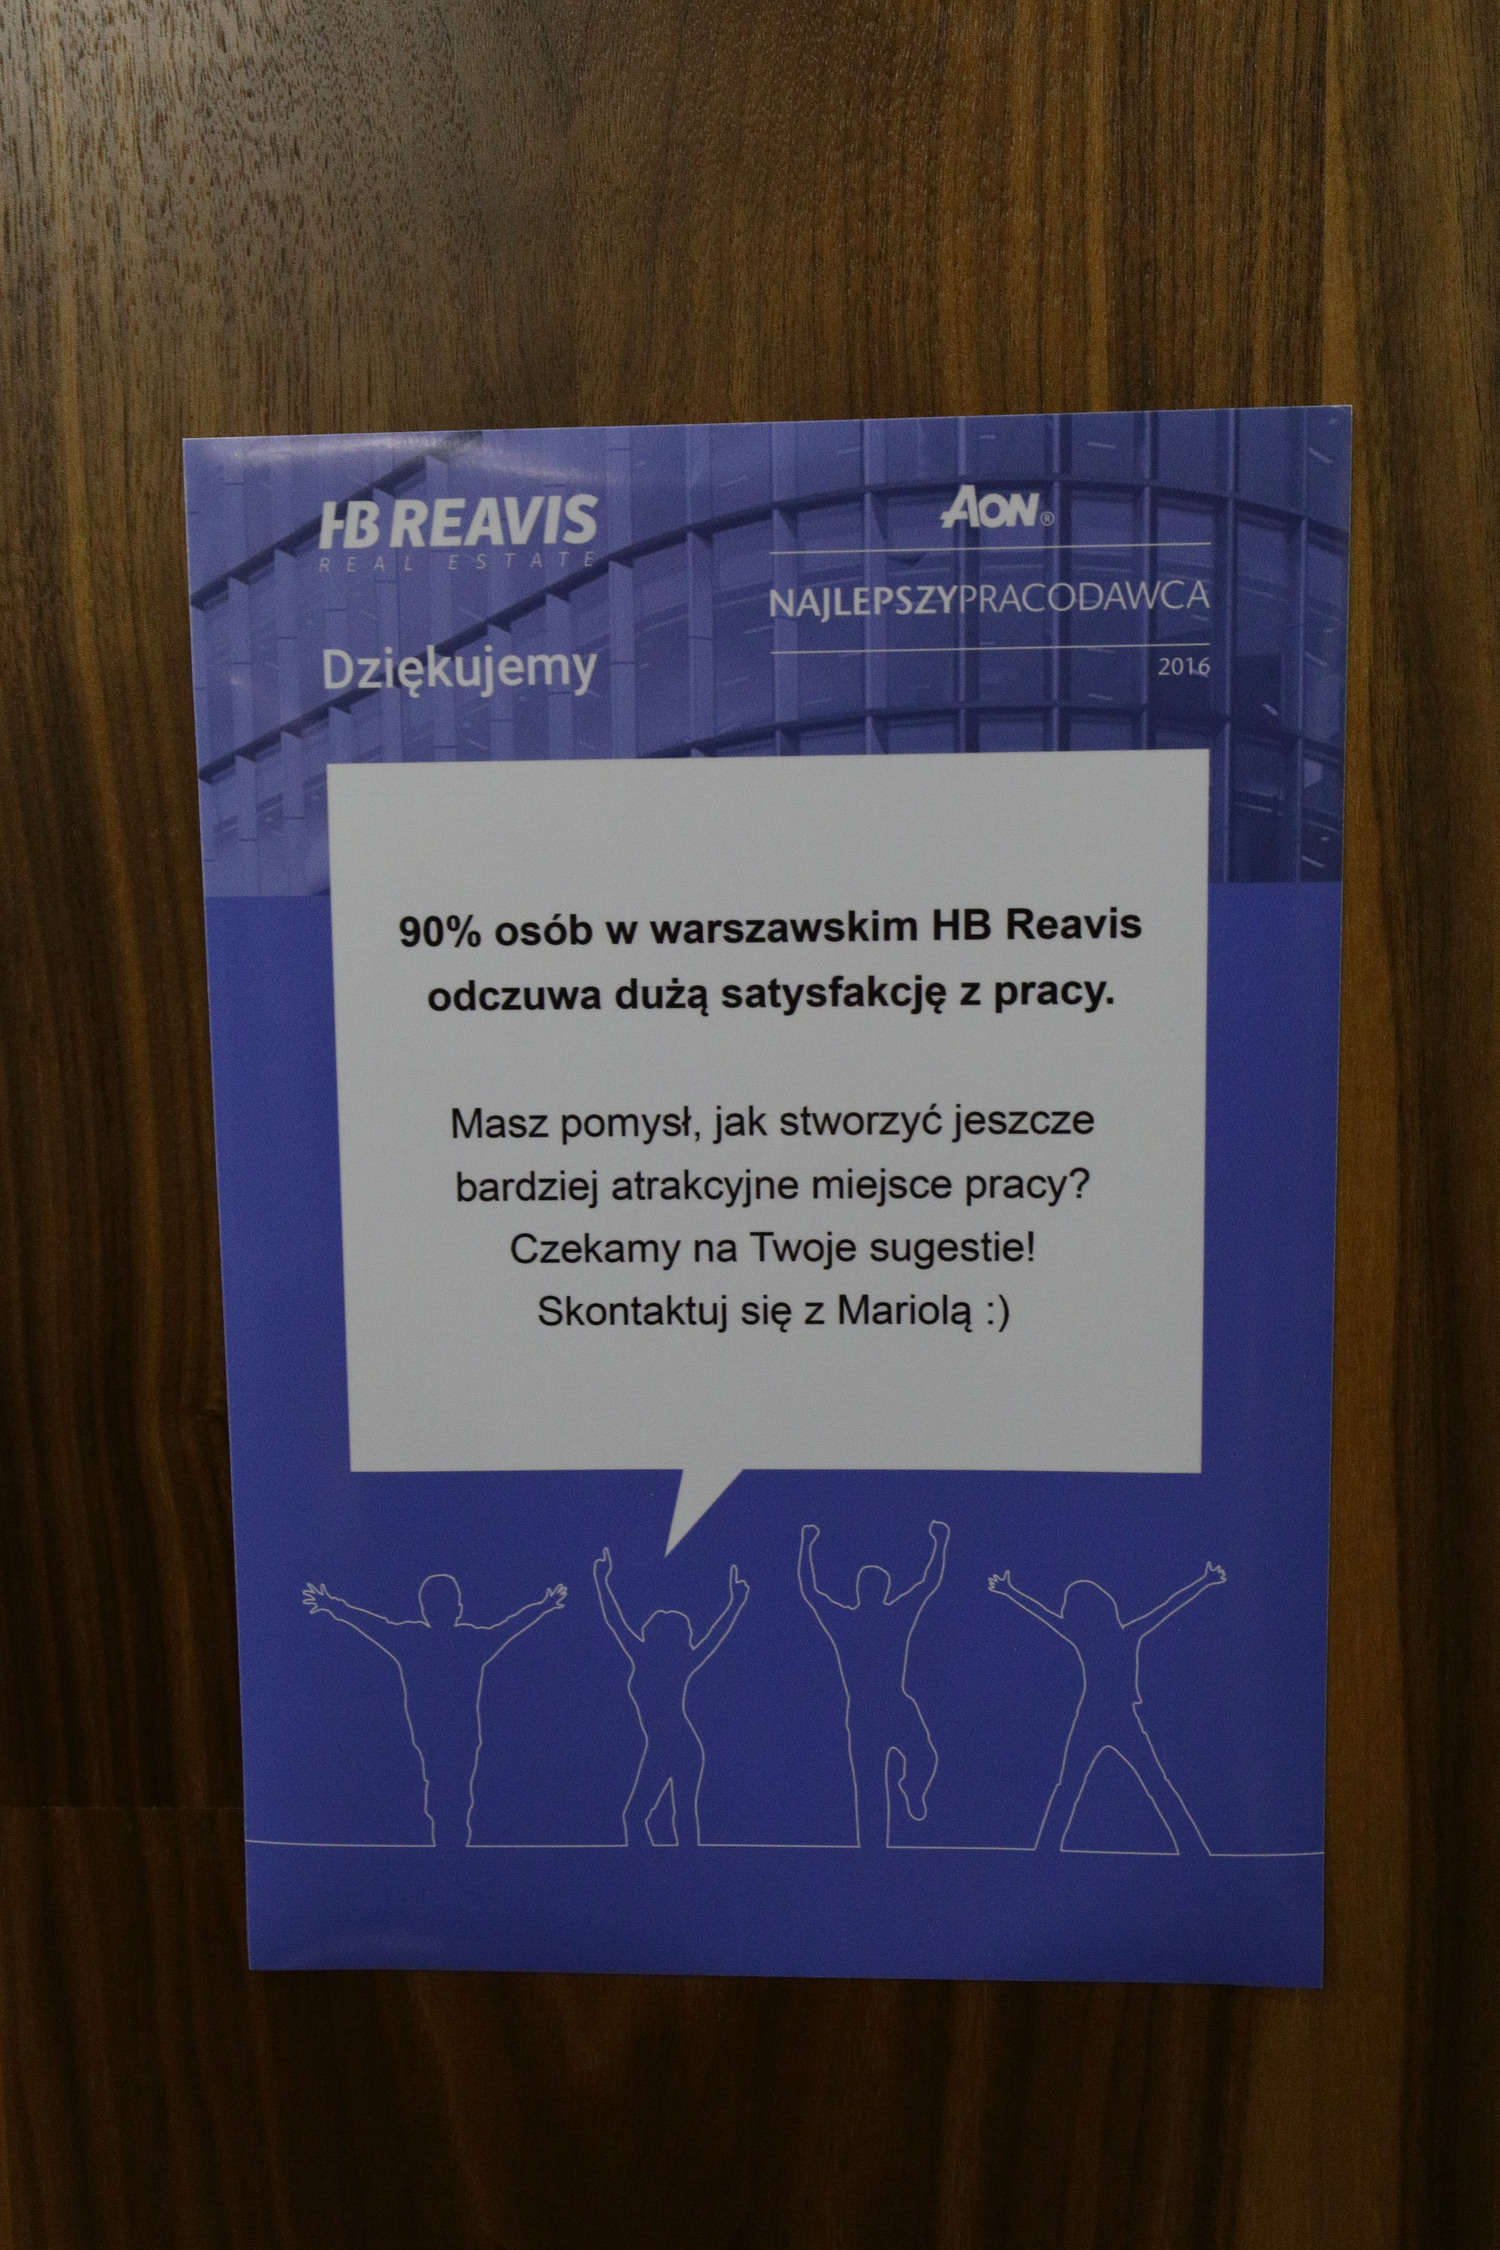 HB REAVIS
REAL ESTATE
Dziękujemy
AON®
NAJLEPSZYPRACODAWCA
2016
90% osób w warszawskim HB Reavis
odczuwa dużą satysfakcję z pracy.
Masz pomysł, jak stworzyć jeszcze
bardziej atrakcyjne miejsce pracy?
Czekamy na Twoje sugestie!
Skontaktuj się z Mariolą :)